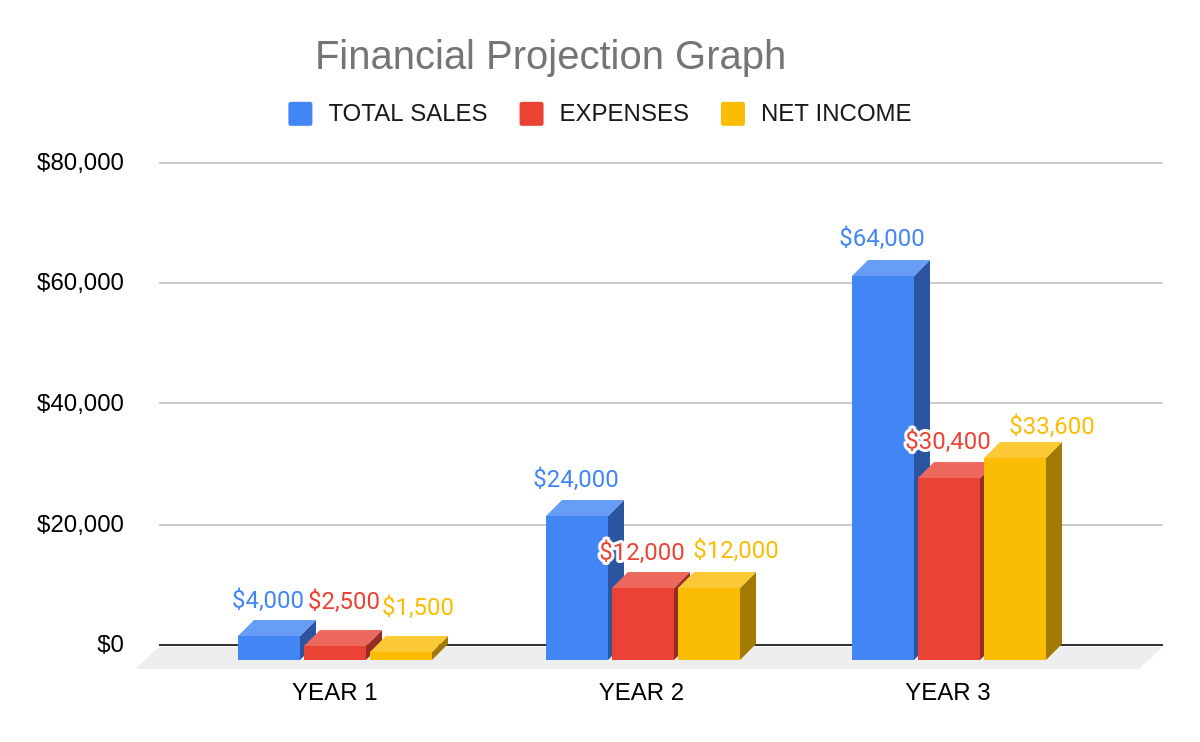 Financial Projection Graph
TOTAL SALES EXPENSES NET INCOME
$80,000
$60,000
$40,000
$20,000
$0
$4,000 $2,500 $1,500
$24,000 $12,000 $12,000
$64,000 $30,400 $33,600
YEAR 1 YEAR 2 YEAR 3